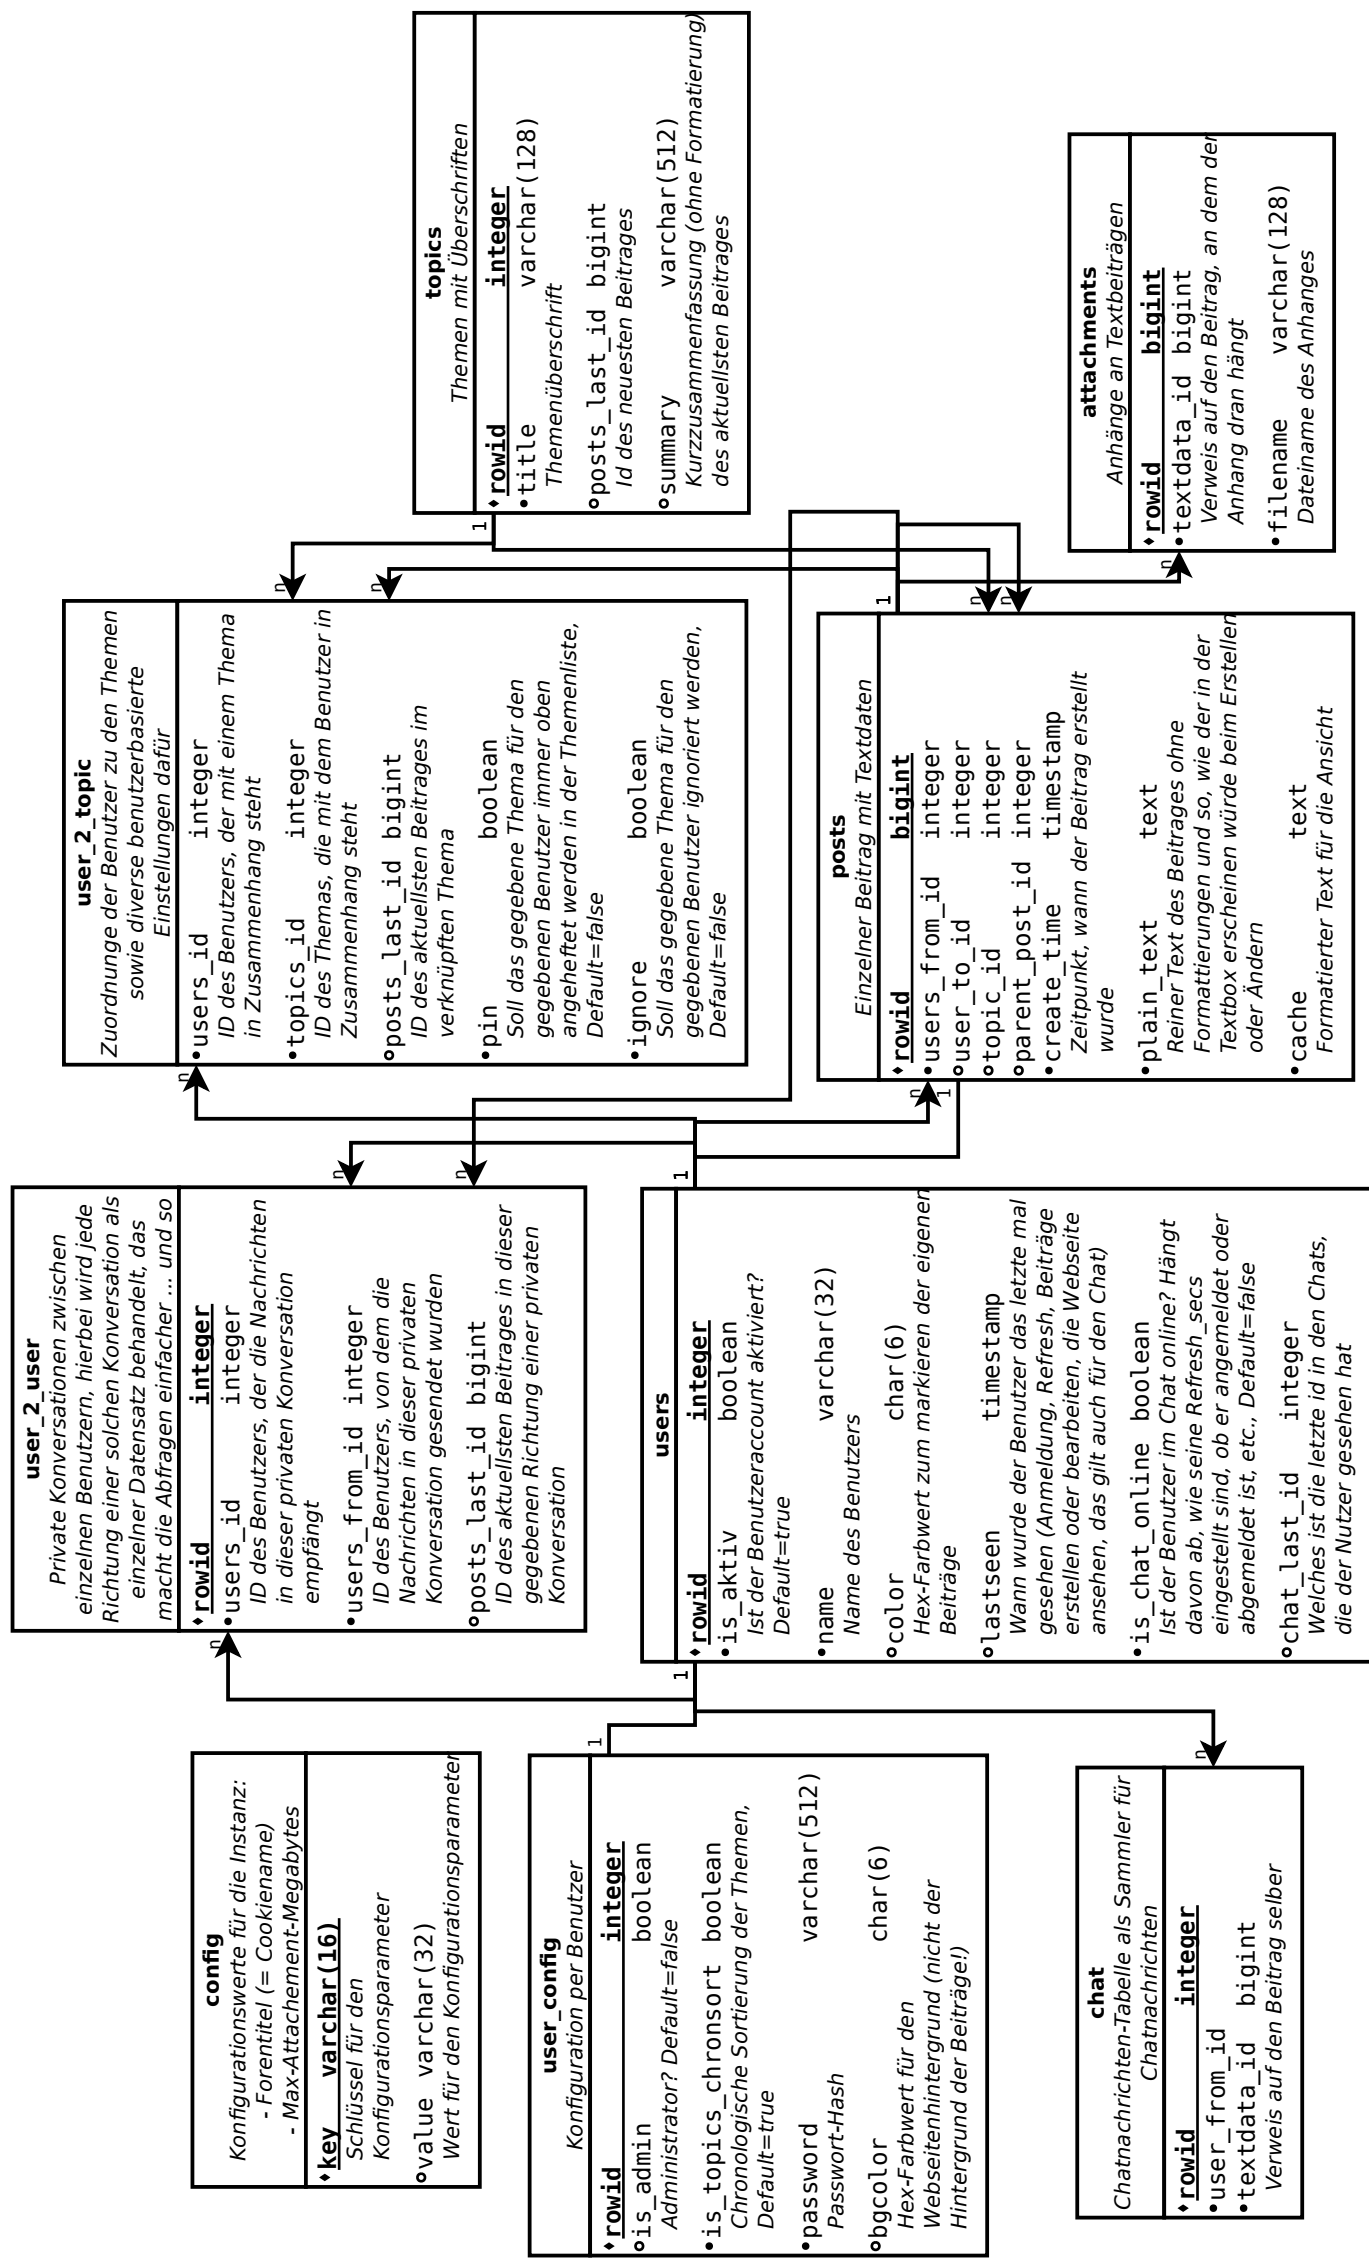 config
Konfigurationswerte für die Instanz:
- Forentitel (= Cookiename)
- Max-Attachement-Megabytes
key varchar(16)
Schlüssel für den
Konfigurationsparameter
value varchar(32)
Wert für den Konfigurationsparameter
user_config
Konfiguration per Benutzer
rowid integer
is_admin boolean
Administrator? Default=false
is_topics_chronsort boolean
Chronologische Sortierung der Themen,
Default=true
password varchar(512)
Passwort-Hash
bgcolor char(6)
Hex-Farbwert für den
Webseitenhintergrund (nicht der
Hintergrund der Beiträge!)
1
chat
Chatnachrichten-Tabelle als Sammler für
Chatnachrichten
rowid integer
user_from_id
textdata_id bigint
Verweis auf den Beitrag selber
n
user_2_user
Private Konversationen zwischen
einzelnen Benutzern, hierbei wird jede
Richtung einer solchen Konversation als
einzelner Datensatz behandelt, das
macht die Abfragen einfacher ... und so
rowid integer
users_id integer
ID des Benutzers, der die Nachrichten
in dieser privaten Konversation
empfängt
users_from_id integer
ID des Benutzers, von dem die
Nachrichten in dieser privaten
Konversation gesendet wurden
posts_last_id bigint
ID des aktuellsten Beitrages in dieser
gegebenen Richtung einer privaten
Konversation
n
n
n
users
rowid integer
is_aktiv boolean
Ist der Benutzeraccount aktiviert?
Default=true
name varchar(32)
Name des Benutzers
color char(6)
Hex-Farbwert zum markieren der eigenen
Beiträge
lastseen timestamp
Wann wurde der Benutzer das letzte mal
gesehen (Anmeldung, Refresh, Beiträge
erstellen oder bearbeiten, die Webseite
ansehen, das gilt auch für den Chat)
is_chat_online boolean
Ist der Benutzer im Chat online? Hängt
davon ab, wie seine Refresh_secs
eingestellt sind, ob er angemeldet oder
abgemeldet ist, etc., Default=false
chat_last_id integer
Welches ist die letzte id in den Chats,
die der Nutzer gesehen hat
1
1
user_2_topic
Zuordnunge der Benutzer zu den Themen
sowie diverse benutzerbasierte
Einstellungen dafür
users_id integer
ID des Benutzers, der mit einem Thema
in Zusammenhang steht
topics_id integer
ID des Themas, die mit dem Benutzer in
Zusammenhang steht
posts_last_id bigint
ID des aktuellsten Beitrages im
verknüpften Thema
pin boolean
Soll das gegebene Thema für den
gegebenen Benutzer immer oben
angeheftet werden in der Themenliste,
Default=false
ignore boolean
Soll das gegebene Thema für den
gegebenen Benutzer ignoriert werden,
Default=false
n
n
n
posts
Einzelner Beitrag mit Textdaten
rowid bigint
users_from_id integer
user_to_id integer
topic_id integer
parent_post_id integer
create_time timestamp
Zeitpunkt, wann der Beitrag erstellt
wurde
plain_text text
Reiner Text des Beitrages ohne
Formattierungen und so, wie der in der
Textbox erscheinen würde beim Erstellen
oder Ändern
cache text
Formatierter Text für die Ansicht
n
1
1
n
n
topics
Themen mit Überschriften
rowid integer
title varchar(128)
Themenüberschrift
posts_last_id bigint
Id des neuesten Beitrages
summary varchar(512)
Kurzzusammenfassung (ohne Formatierung)
des aktuellsten Beitrages
1
attachments
Anhänge an Textbeiträgen
rowid bigint
textdata_id bigint
Verweis auf den Beitrag, an dem der
Anhang dran hängt
filename varchar(128)
Dateiname des Anhanges
n